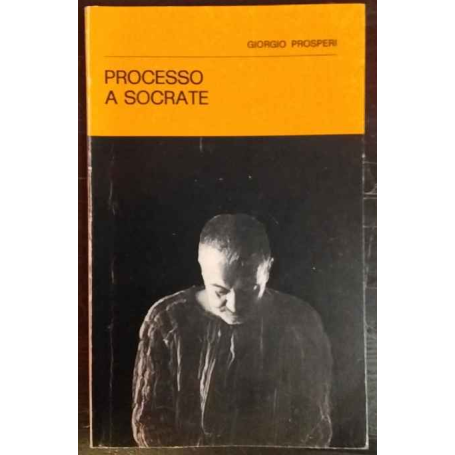 GIORGIO PROSPERI
PROCESSO
A SOCRATE